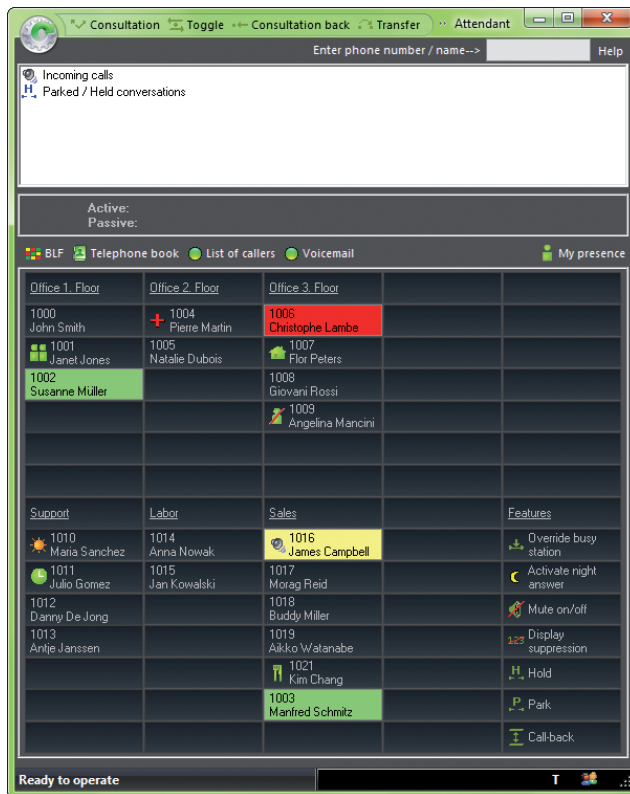 Consultation Toggle Consultation back Transfer Attendant
Enter phone number / name--> Help
Incoming calls
H Parked / Held conversations
Active:
Passive:
BLF Telephone book List of callers Voicemail My presence
Office 1. Floor Office 2. Floor Office 3. Floor
1000 1004 1006
John Smith Pierre Martin Christophe Lambe
1001 1005 1007
Janet Jones Natalie Dubois Flor Peters
1002 1008
Susanne Müller Giovani Rossi
1009
Angelina Mancini
Support Labor Sales Features
1010 1014 1016 Override busy
Maria Sanchez Anna Nowak James Campbell station
1011 1015 1017 Activate night
Julio Gomez Jan Kowalski Morag Reid answer
1012 1018 Mute on/off
Danny De Jong Buddy Miller
1013 1019 123 Display
Antje Janssen Aikko Watanabe suppression
1021 H Hold
Kim Chang
1003 P Park
Manfred Schmitz
Call-back
Ready to operate T